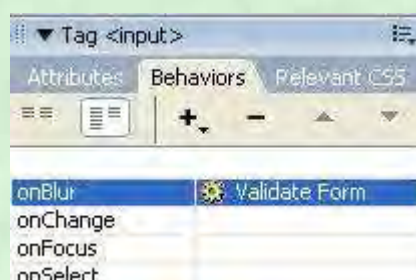 Tag <input>
Attributes Behaviors Relevant CSS
onBlur Validate Form
onChange
onFocus
onSelect